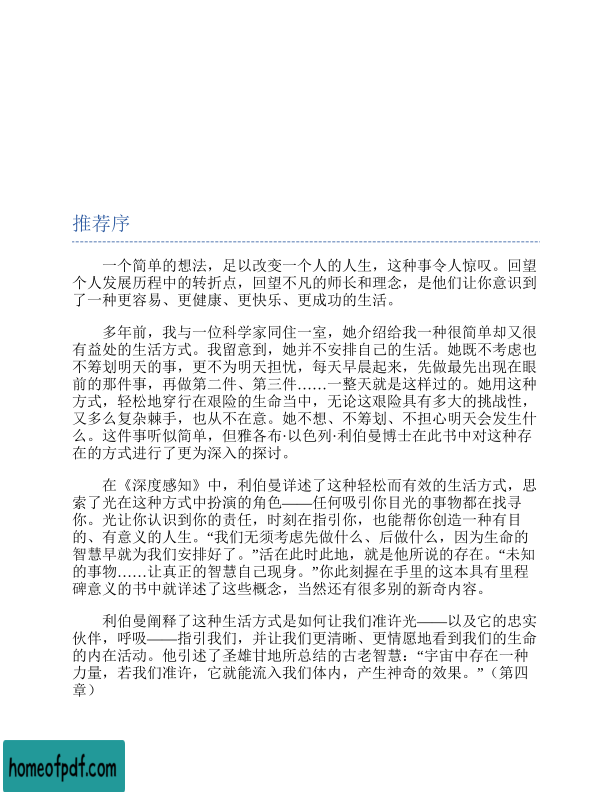 推荐序
一个简单的想法，足以改变一个人的人生，这种事令人惊叹。回望
个人发展历程中的转折点，回望不凡的师长和理念，是他们让你意识到
了一种更容易、更健康、更快乐、更成功的生活。
多年前，我与一位科学家同住一室，她介绍给我一种很简单却又很
有益处的生活方式。我留意到，她并不安排自己的生活。她既不考虑也
不筹划明天的事，更不为明天担忧，每天早晨起来，先做最先出现在眼
前的那件事，再做第二件、第三件……一整天就是这样过的。她用这种
方式，轻松地穿行在艰险的生命当中，无论这艰险具有多大的挑战性，
又多么复杂棘手，也从不在意。她不想、不筹划、不担心明天会发生什
么。这件事听似简单，但雅各布·以色列·利伯曼博士在此书中对这种存
在的方式进行了更为深入的探讨。
在《深度感知》中，利伯曼详述了这种轻松而有效的生活方式，思
索了光在这种方式中扮演的角色——任何吸引你目光的事物都在找寻
你。光让你认识到你的责任，时刻在指引你，也能帮你创造一种有目
的、有意义的人生。“我们无须考虑先做什么、后做什么，因为生命的
智慧早就为我们安排好了。”活在此时此地，就是他所说的存在。“未知
的事物……让真正的智慧自己现身。”你此刻握在手里的这本具有里程
碑意义的书中就详述了这些概念，当然还有很多别的新奇内容。
利伯曼阐释了这种生活方式是如何让我们准许光——以及它的忠实
伙伴，呼吸——指引我们，并让我们更清晰、更情愿地看到我们的生命
的内在活动。他引述了圣雄甘地所总结的古老智慧：“宇宙中存在一种
力量，若我们准许，它就能流入我们体内，产生神奇的效果。”（第四
章）
homeofpdf.com